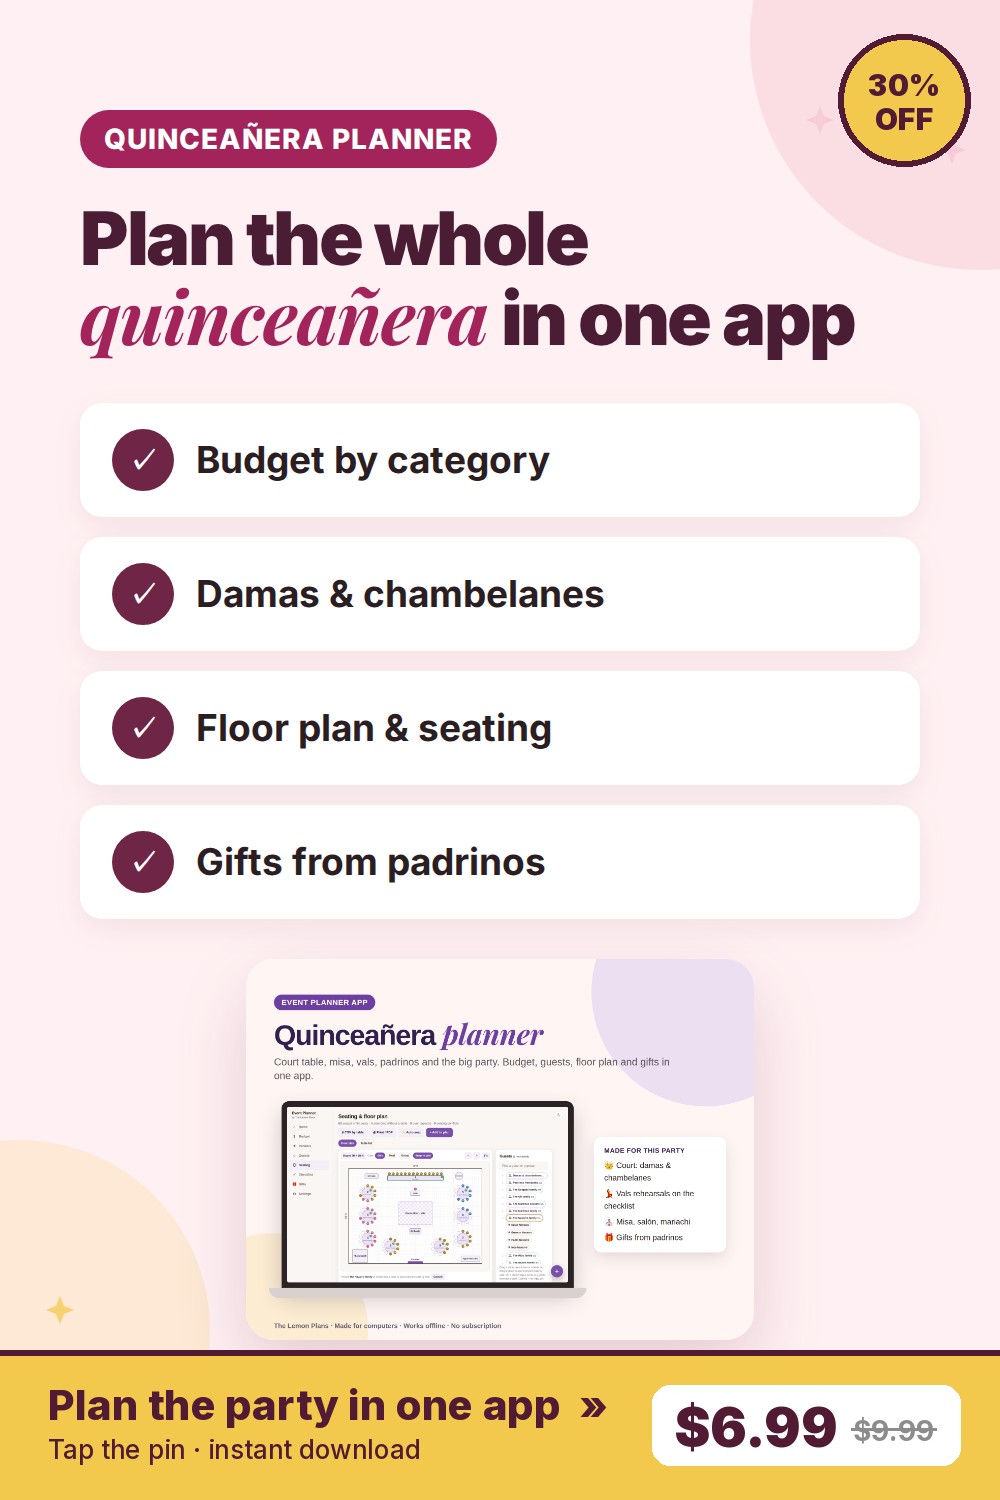 30%
OFF
QUINCEAÑERA PLANNER
Plan the whole
quinceañera in one app
✓ Budget by category
✓ Damas & chambelanes
✓ Floor plan & seating
✓ Gifts from padrinos
EVENT PLANNER APP
Quinceañera planner
Court table, misa, vals, padrinos and the big party. Budget, guests, floor plan and gifts in
one app.
Event Planner
Seating & floor plan
MADE FOR THIS PARTY
👑 Court: damas &
chambelanes
💃 Vals rehearsals on the
checklist
⛪ Misa, salón, mariachi
🎁 Gifts from padrinos
The Lemon Plans · Made for computers · Works offline · No subscription
Plan the party in one app »
Tap the pin · instant download
$6.99 $9.99